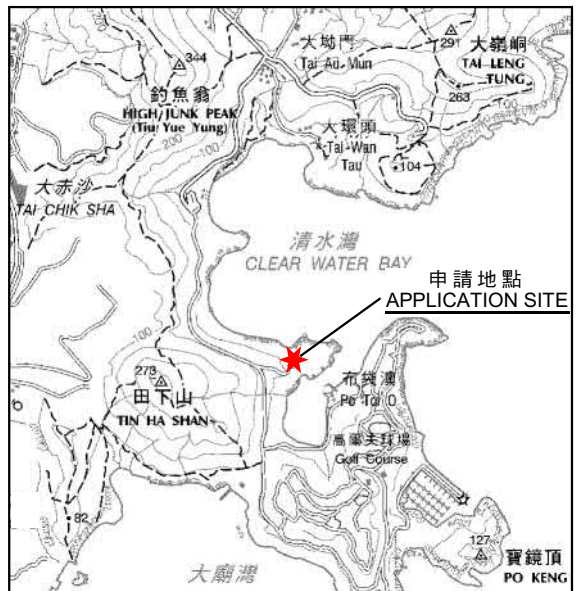 344
釣魚翁
HIGH JUNK PEAK
(Tiu Yue Yung)
200
100
大坳門
Tai Au Mun
291
大嶺峒
TAI LENG
TUNG
263
100
大環頭
Tai Wan
Tau
104
大赤沙
TAI CHIK SHA
清水灣
CLEAR WATER BAY
申請地點
APPLICATION SITE
100
273
田下山
TIN HA SHAN
布袋澳
Po Toi O
高爾夫球場
Golf Course
82
大廟灣
127
寶鏡頂
PO KENG